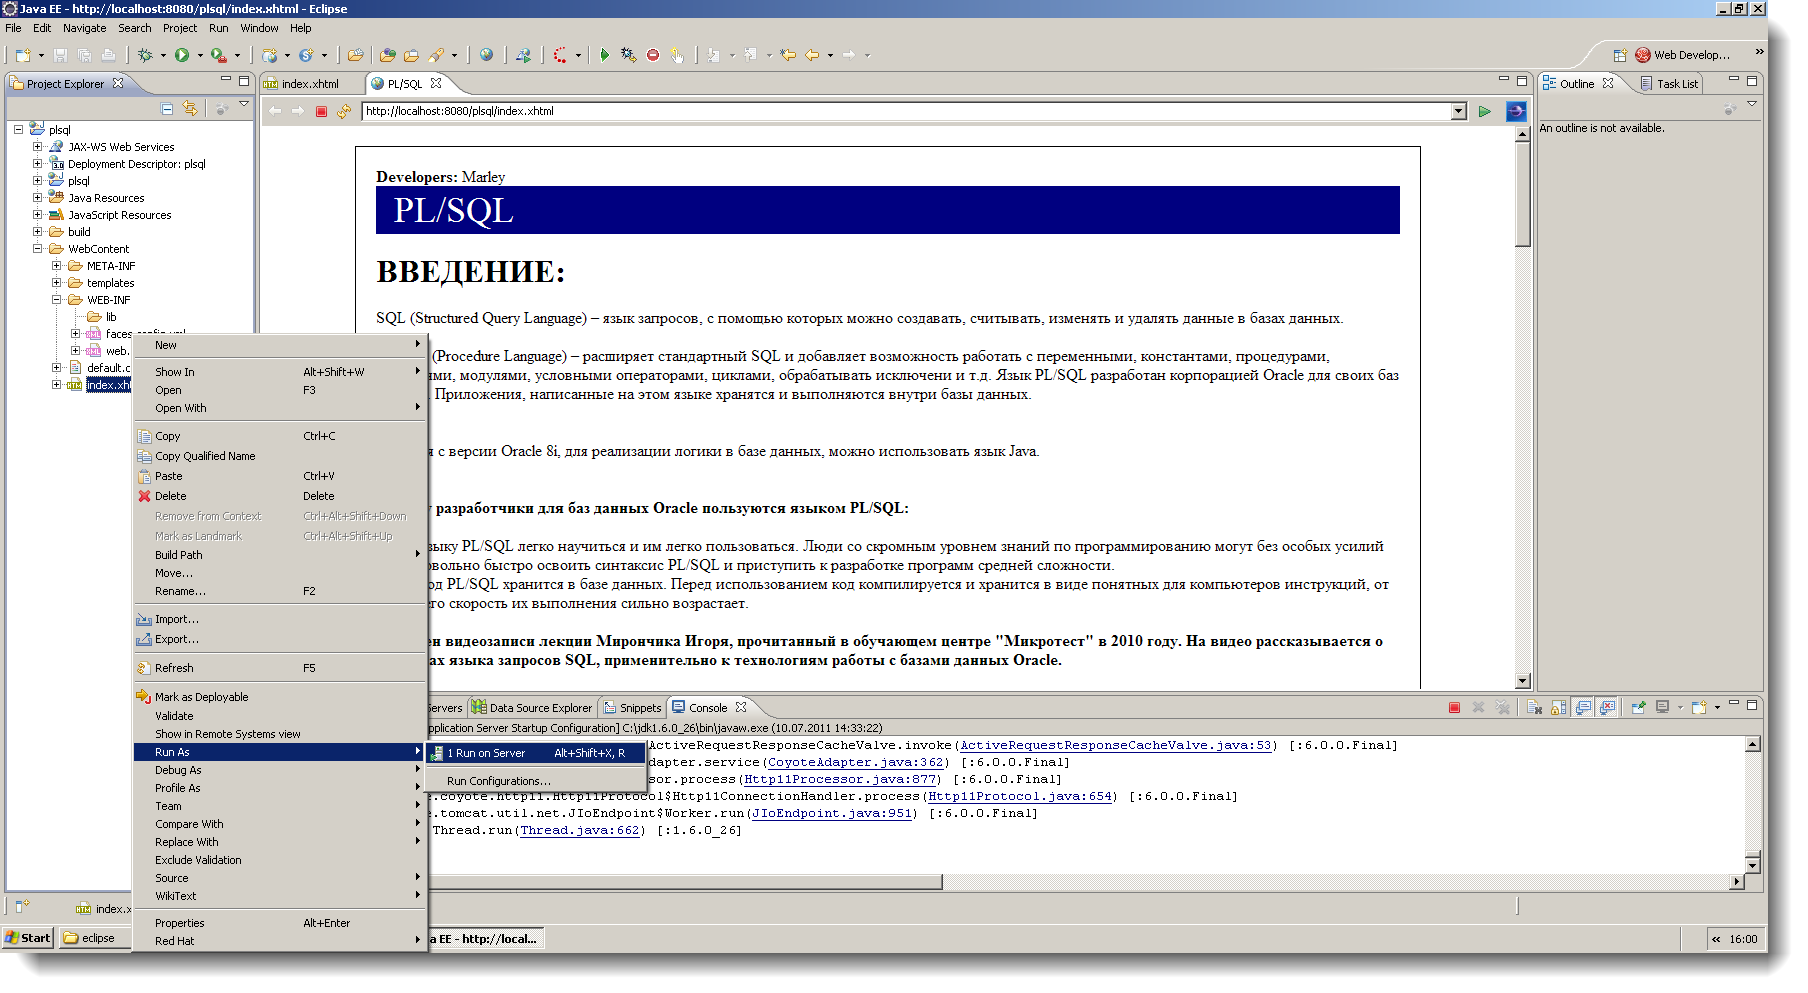 Java EE - http://localhost:8080/plsql/index.xhtml - Eclipse
File Edit Navigate Search Project Run Window Help
Web Develop... »
Project Explorer
index.xhtml
PL/SQL
Outline
Task List
http://localhost:8080/plsql/index.xhtml
An outline is not available.
plsql
JAX-WS Web Services
Deployment Descriptor: plsql
plsql
Java Resources
JavaScript Resources
build
WebContent
META-INF
templates
WEB-INF
lib
web.
default.c
index.xh
Developers: Marley
PL/SQL
ВВЕДЕНИЕ:
SQL (Structured Query Language) – язык запросов, с помощью которых можно создавать, считывать, изменять и удалять данные в базах данных.
(Procedure Language) – расширяет стандартный SQL и добавляет возможность работать с переменными, константами, процедурами,
ями, модулями, условными операторами, циклами, обрабатывать исключени и т.д. Язык PL/SQL разработан корпорацией Oracle для своих баз
. Приложения, написанные на этом языке хранятся и выполняются внутри базы данных.
я с версии Oracle 8i, для реализации логики в базе данных, можно использовать язык Java.
у разработчики для баз данных Oracle пользуются языком PL/SQL:
зыку PL/SQL легко научиться и им легко пользоваться. Люди со скромным уровнем знаний по программированию могут без особых усилий
овольно быстро освоить синтаксис PL/SQL и приступить к разработке программ средней сложности.
од PL/SQL хранится в базе данных. Перед использованием код компилируется и хранится в виде понятных для компьютеров инструкций, от
его скорость их выполнения сильно возрастает.
ен видеозаписи лекции Мирончика Игоря, прочитанный в обучающем центре "Микротест" в 2010 году. На видео рассказывается о
ах языка запросов SQL, применительно к технологиям работы с базами данных Oracle.
New
Show In Alt+Shift+W
Open F3
Open With
Copy Ctrl+C
Copy Qualified Name
Paste Ctrl+V
Delete Delete
Remove from Context Ctrl+Alt+Shift+Down
Mark as Landmark Ctrl+Alt+Shift+Up
Build Path
Move...
Rename... F2
Import...
Export...
Refresh F5
Mark as Deployable
Validate
Show in Remote Systems view
Run As
Debug As
Profile As
Team
Compare With
Replace With
Exclude Validation
Source
WikiText
Properties Alt+Enter
Red Hat
1 Run on Server Alt+Shift+X, R
Run Configurations...
ervers
Data Source Explorer
Snippets
Console
pplication Server Startup Configuration] C:\jdk1.6.0_26\bin\javaw.exe (10.07.2011 14:33:22)
ActiveRequestResponseCacheValve.invoke(ActiveRequestResponseCacheValve.java:53) [:6.0.0.Final]
dapter.service(CoyoteAdapter.java:362) [:6.0.0.Final]
sor.process(Http11Processor.java:877) [:6.0.0.Final]
e.coyote.http11.Http11Protocol$Http11ConnectionHandler.process(Http11Protocol.java:654) [:6.0.0.Final]
e.tomcat.util.net.JIoEndpoint$Worker.run(JIoEndpoint.java:951) [:6.0.0.Final]
Thread.run(Thread.java:662) [:1.6.0_26]
index.x
Start
eclipse
a EE - http://local...
« 16:00